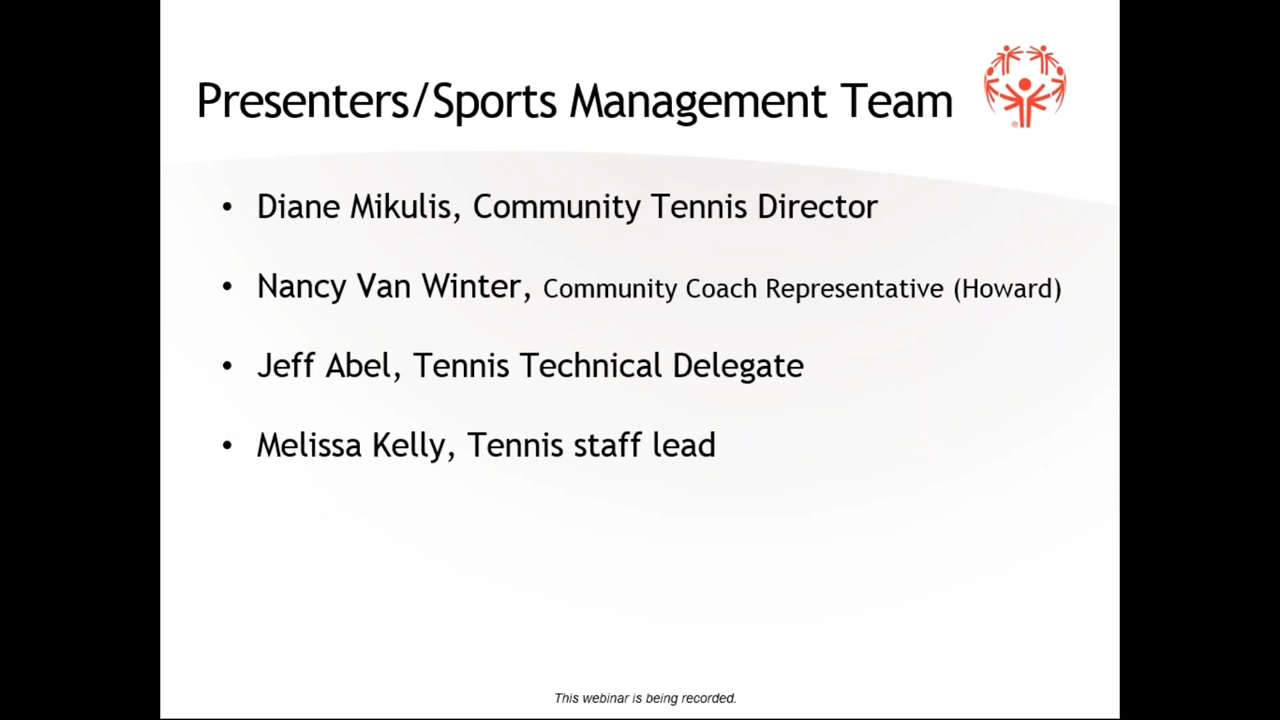 Presenters/Sports Management Team
• Diane Mikulis, Community Tennis Director
• Nancy Van Winter, Community Coach Representative (Howard)
• Jeff Abel, Tennis Technical Delegate
• Melissa Kelly, Tennis staff lead
This webinar is being recorded.